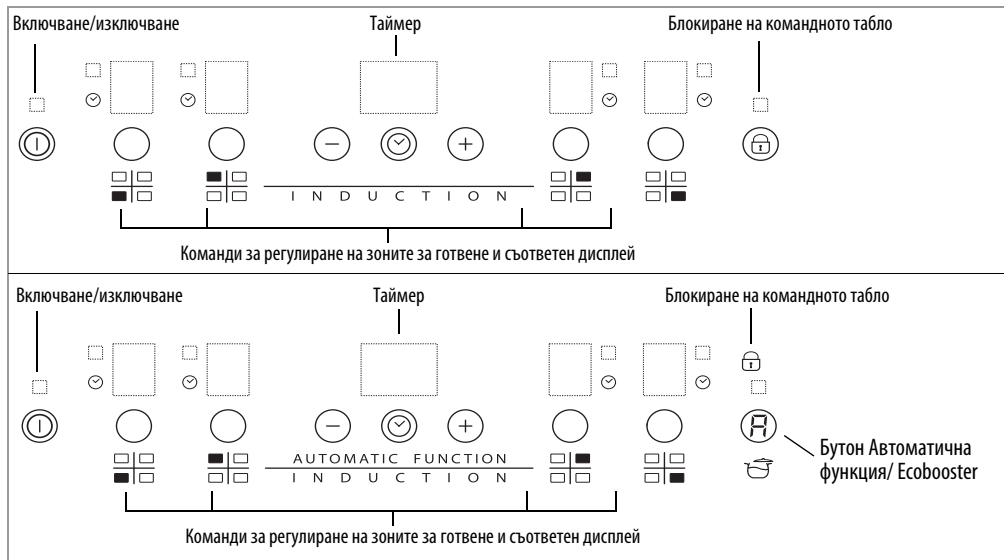 Включване/изключване
Таймер
Блокиране на командното табло
INDUCTION
Команди за регулиране на зоните за готвене и съответен дисплей
Включване/изключване
Таймер
Блокиране на командното табло
A
Бутон Автоматична
функция/ Ecobooster
AUTOMATIC FUNCTION
INDUCTION
Команди за регулиране на зоните за готвене и съответен дисплей